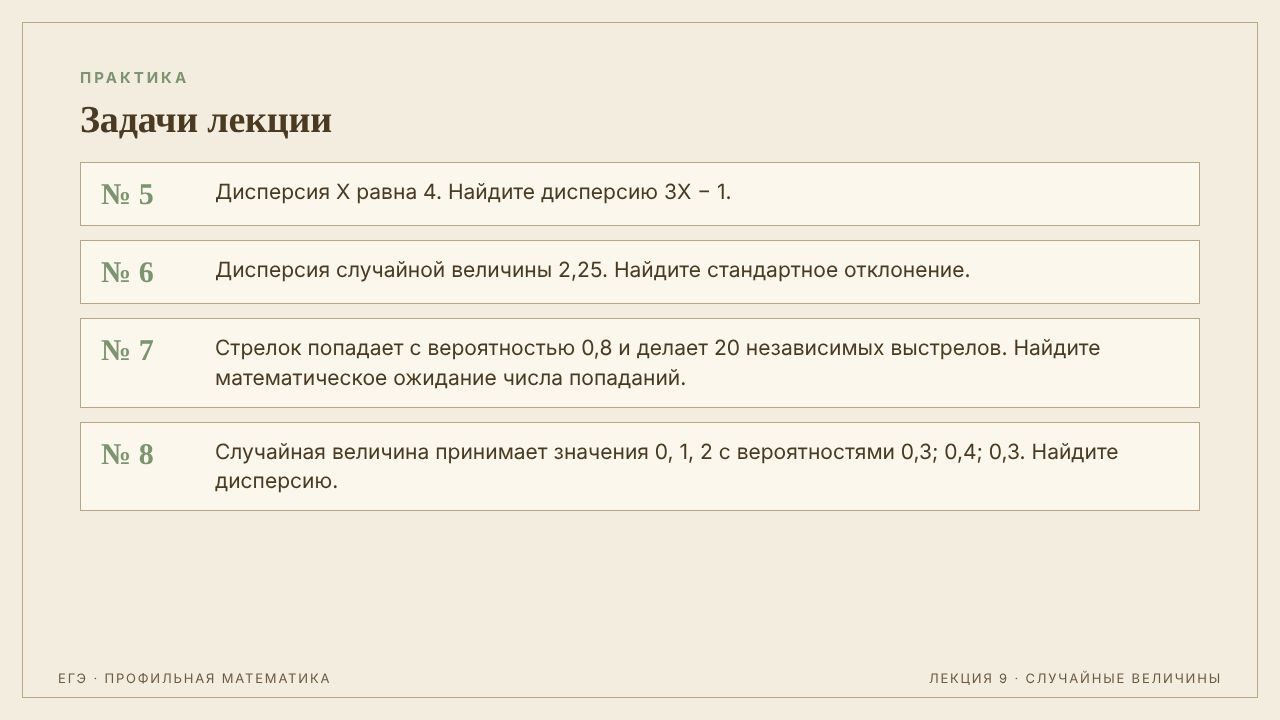 ПРАКТИКА
Задачи лекции
№ 5 Дисперсия X равна 4. Найдите дисперсию 3X − 1.
№ 6 Дисперсия случайной величины 2,25. Найдите стандартное отклонение.
№ 7 Стрелок попадает с вероятностью 0,8 и делает 20 независимых выстрелов. Найдите
математическое ожидание числа попаданий.
№ 8 Случайная величина принимает значения 0, 1, 2 с вероятностями 0,3; 0,4; 0,3. Найдите
дисперсию.
ЕГЭ · ПРОФИЛЬНАЯ МАТЕМАТИКА
ЛЕКЦИЯ 9 · СЛУЧАЙНЫЕ ВЕЛИЧИНЫ